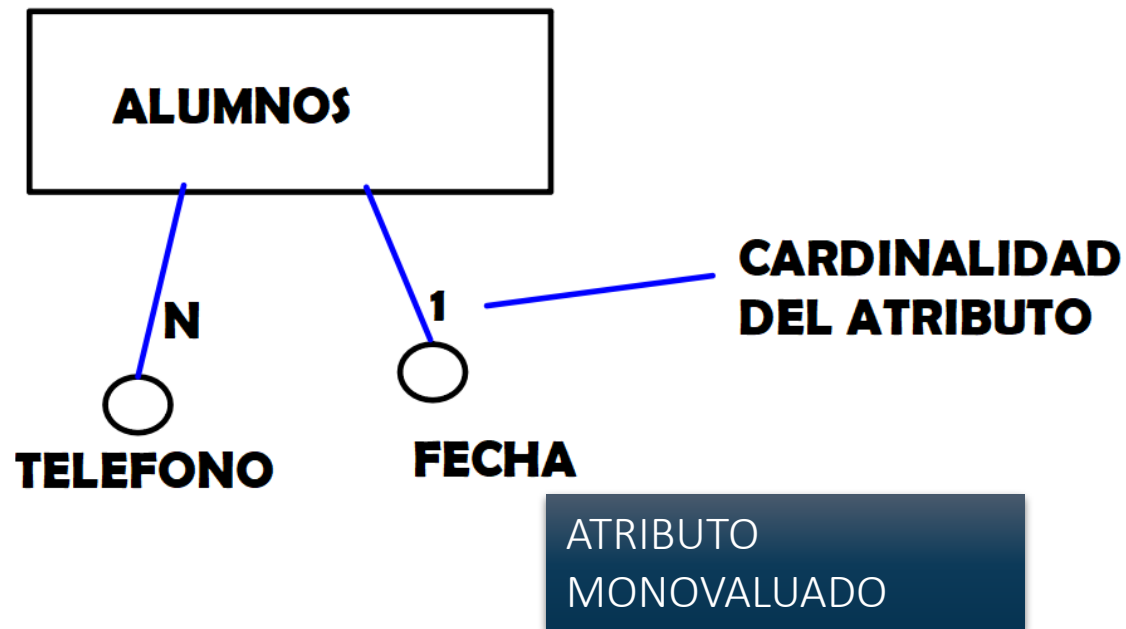 ALUMNOS
N
1
CARDINALIDAD
DEL ATRIBUTO
TELEFONO
FECHA
ATRIBUTO
MONOVALUADO